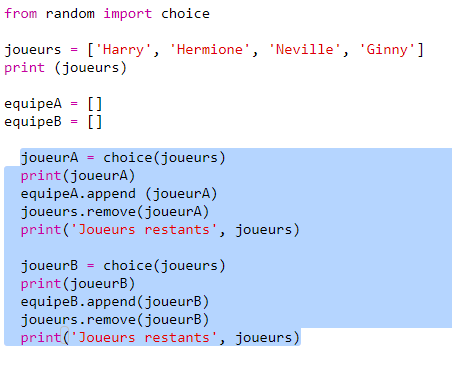 from random import choice
joueurs = ['Harry', 'Hermione', 'Neville', 'Ginny']
print (joueurs)
equipeA = []
equipeB = []
joueurA = choice(joueurs)
print(joueurA)
equipeA.append (joueurA)
joueurs.remove(joueurA)
print('Joueurs restants', joueurs)
joueurB = choice(joueurs)
print(joueurB)
equipeB.append(joueurB)
joueurs.remove(joueurB)
print('Joueurs restants', joueurs)